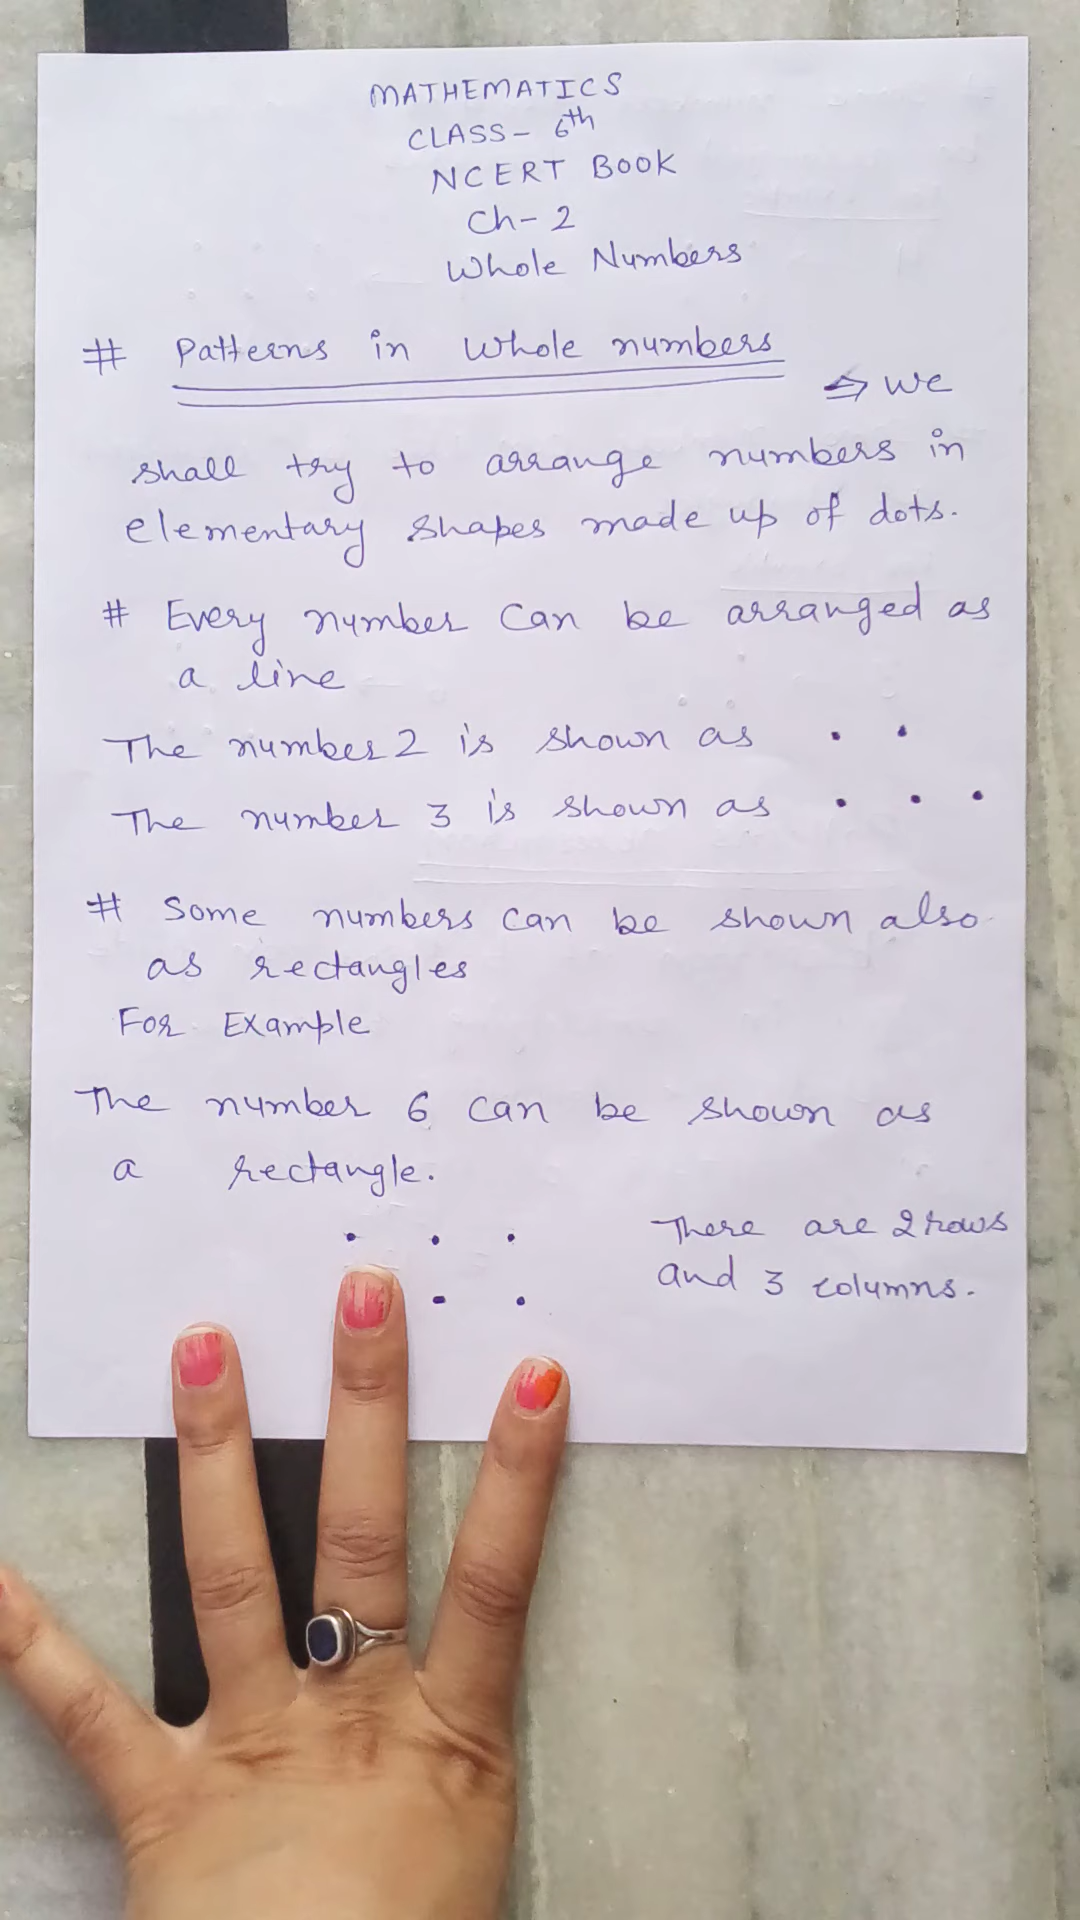 MATHEMATICS
CLASS- 6th
NCERT BOOK
Ch-2
Whole Numbers
# Patterns in Whole numbers
⇒ We
shall try to arrange numbers in
elementary shapes made up of dots.
# Every number can be arranged as
a line
The number 2 is shown as . .
The number 3 is shown as . . .
# Some numbers can be shown also
as rectangles
For Example
The number 6 can be shown as
a rectangle.
There are 2 rows
and 3 columns.